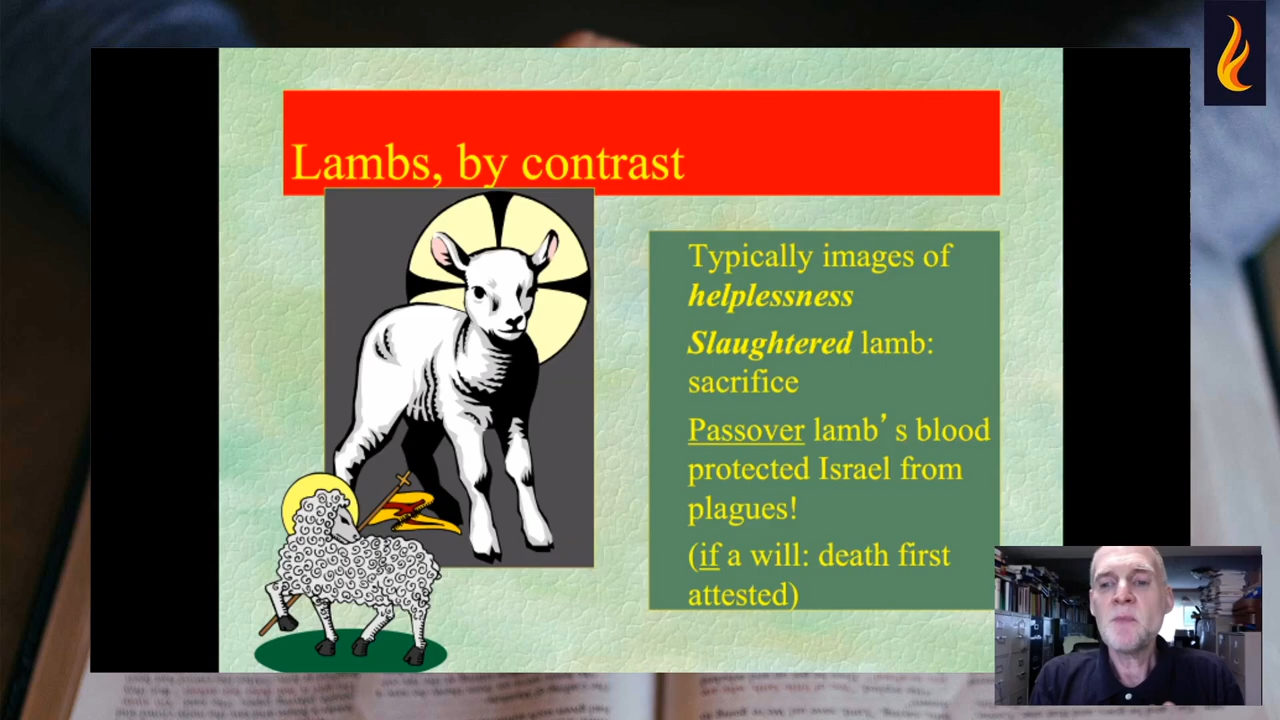 Lambs, by contrast
Typically images of
helplessness
Slaughtered lamb:
sacrifice
Passover lamb’ s blood
protected Israel from
plagues!
(if a will: death first
attested)